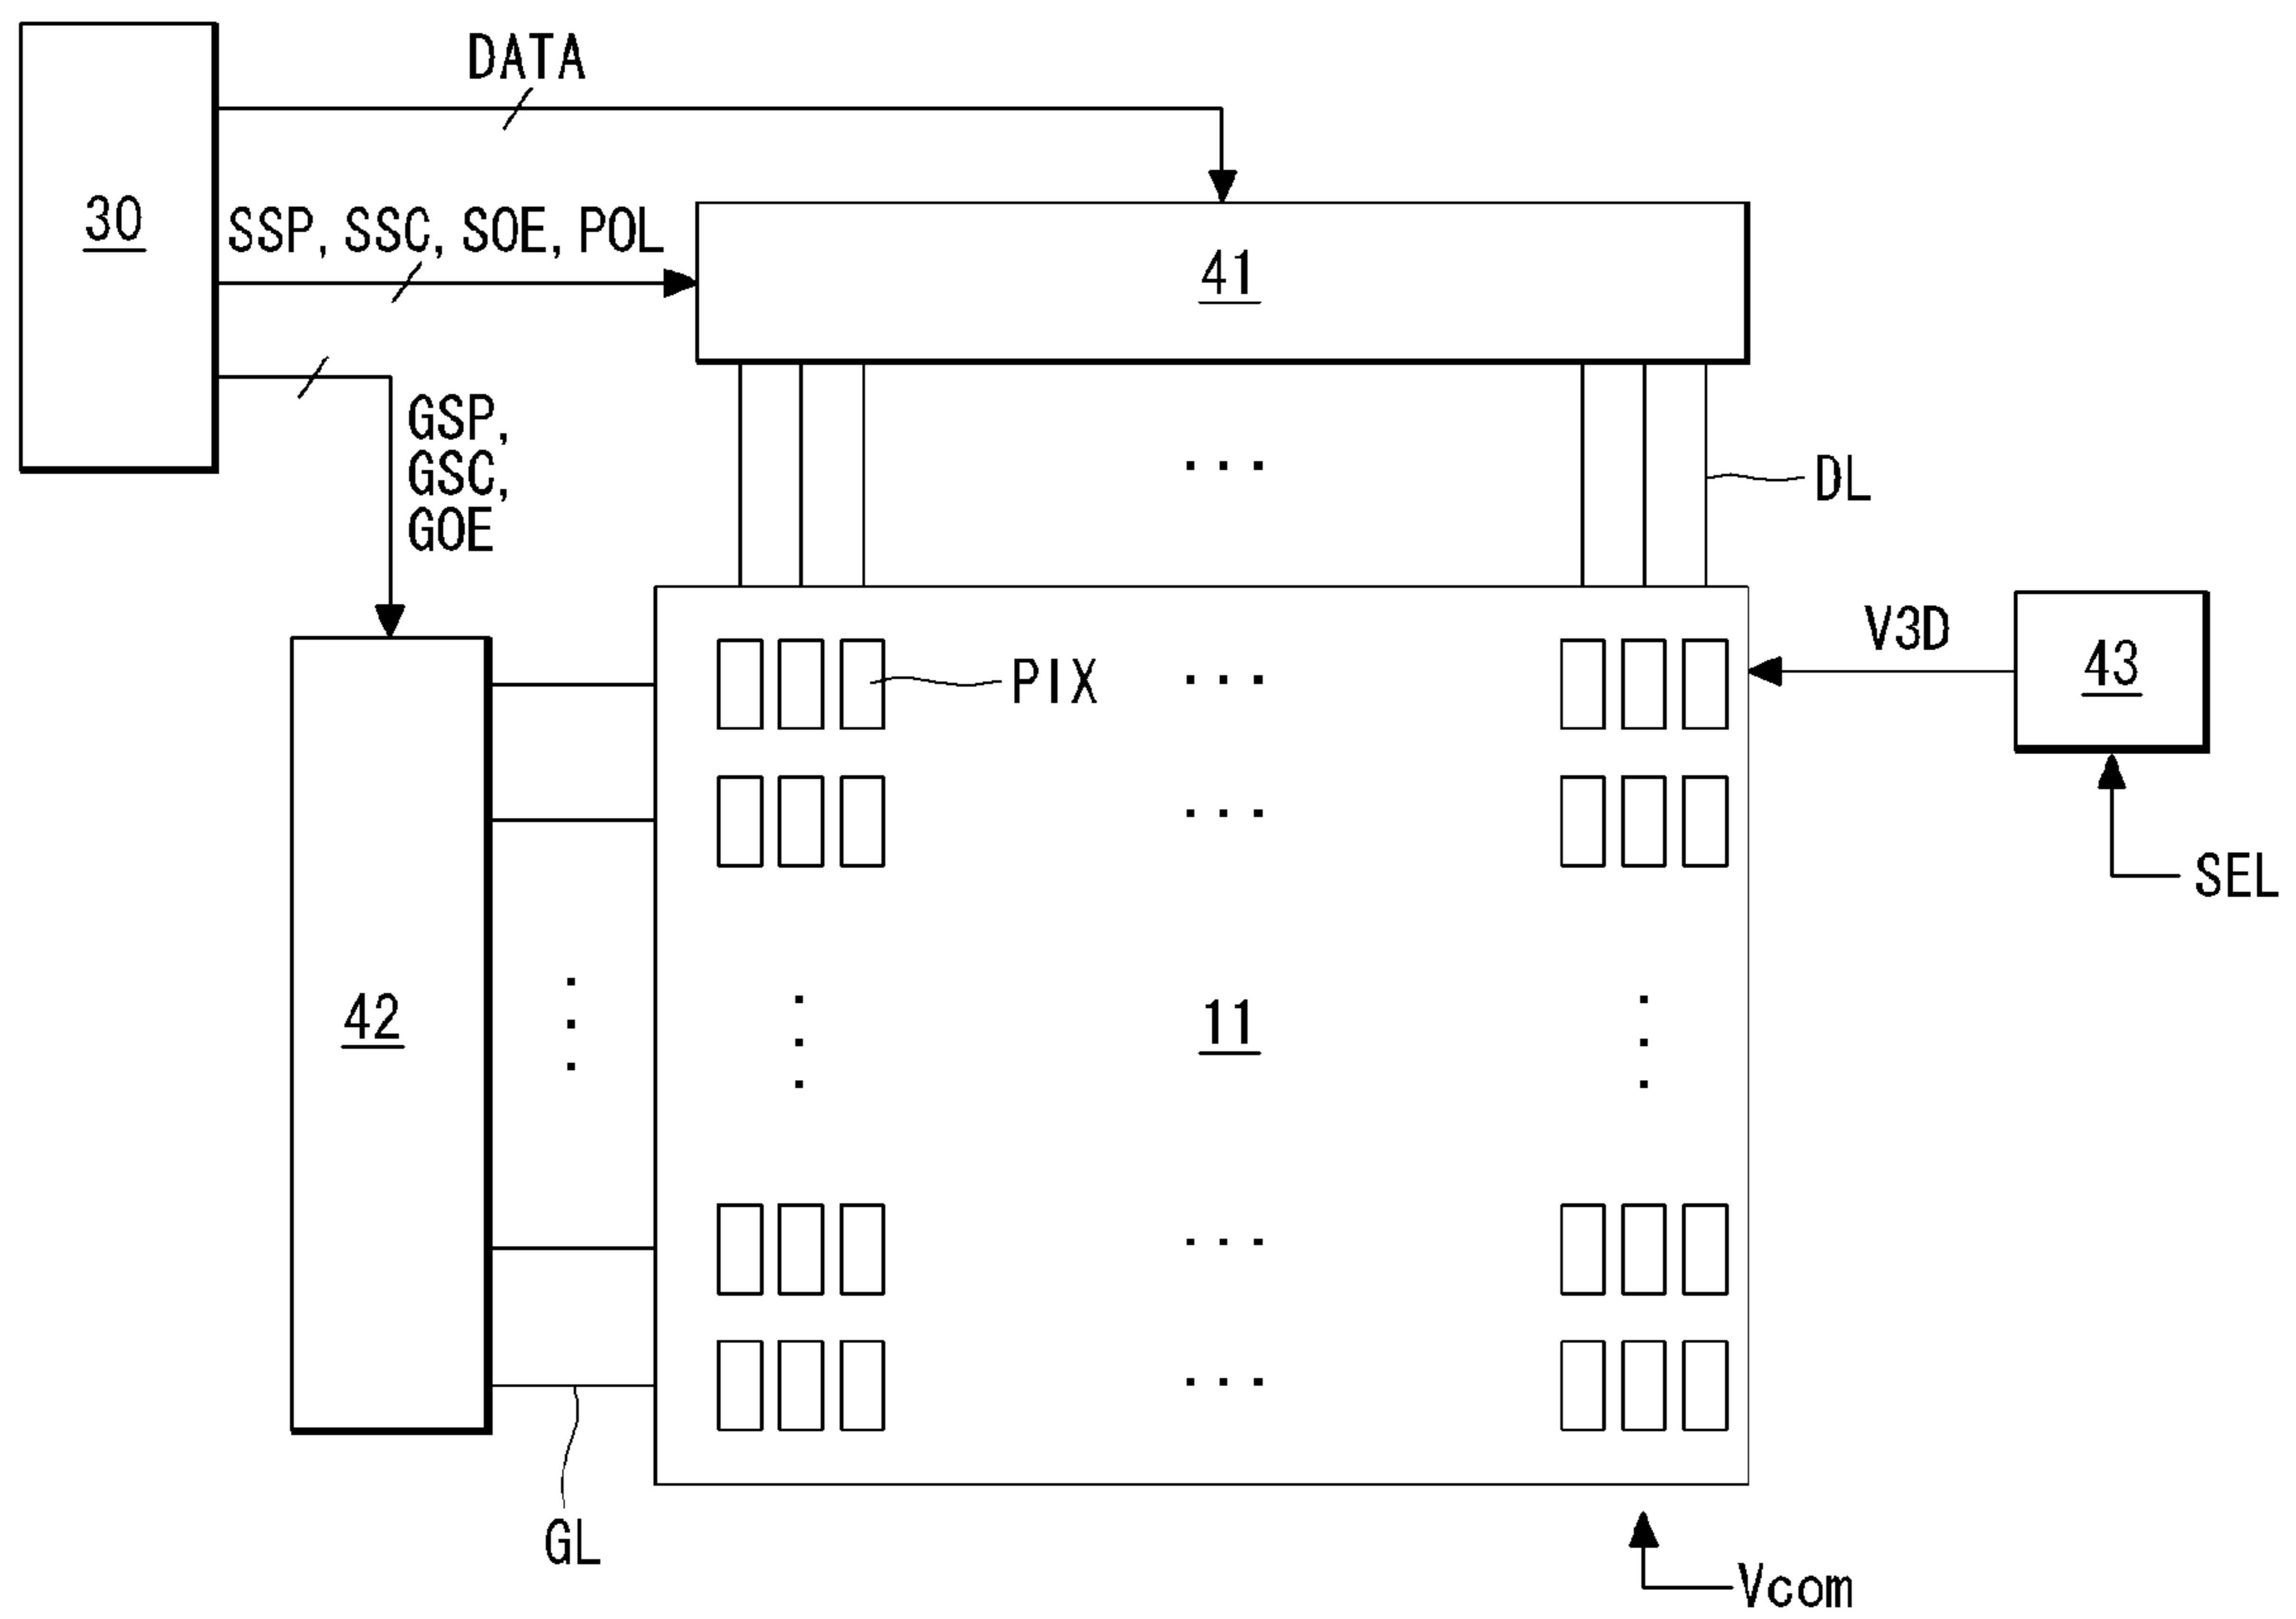 DATA
30
SSP, SSC, SOE, POL
41
GSP,
GSC,
GOE
DL
V3D
43
PIX
SEL
42
11
GL
Vcom